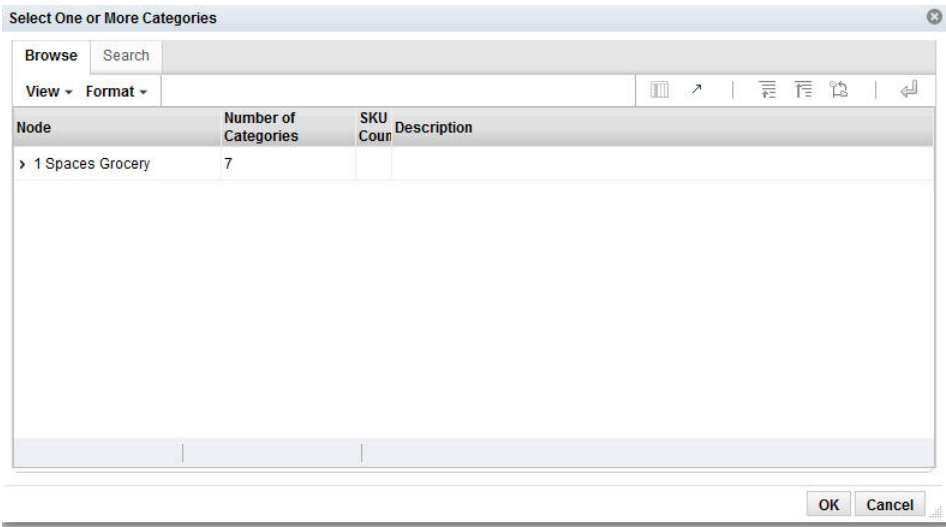 Select One or More Categories
Browse Search
View Format
Node Number of Categories SKU Coun Description
1 Spaces Grocery 7
OK Cancel